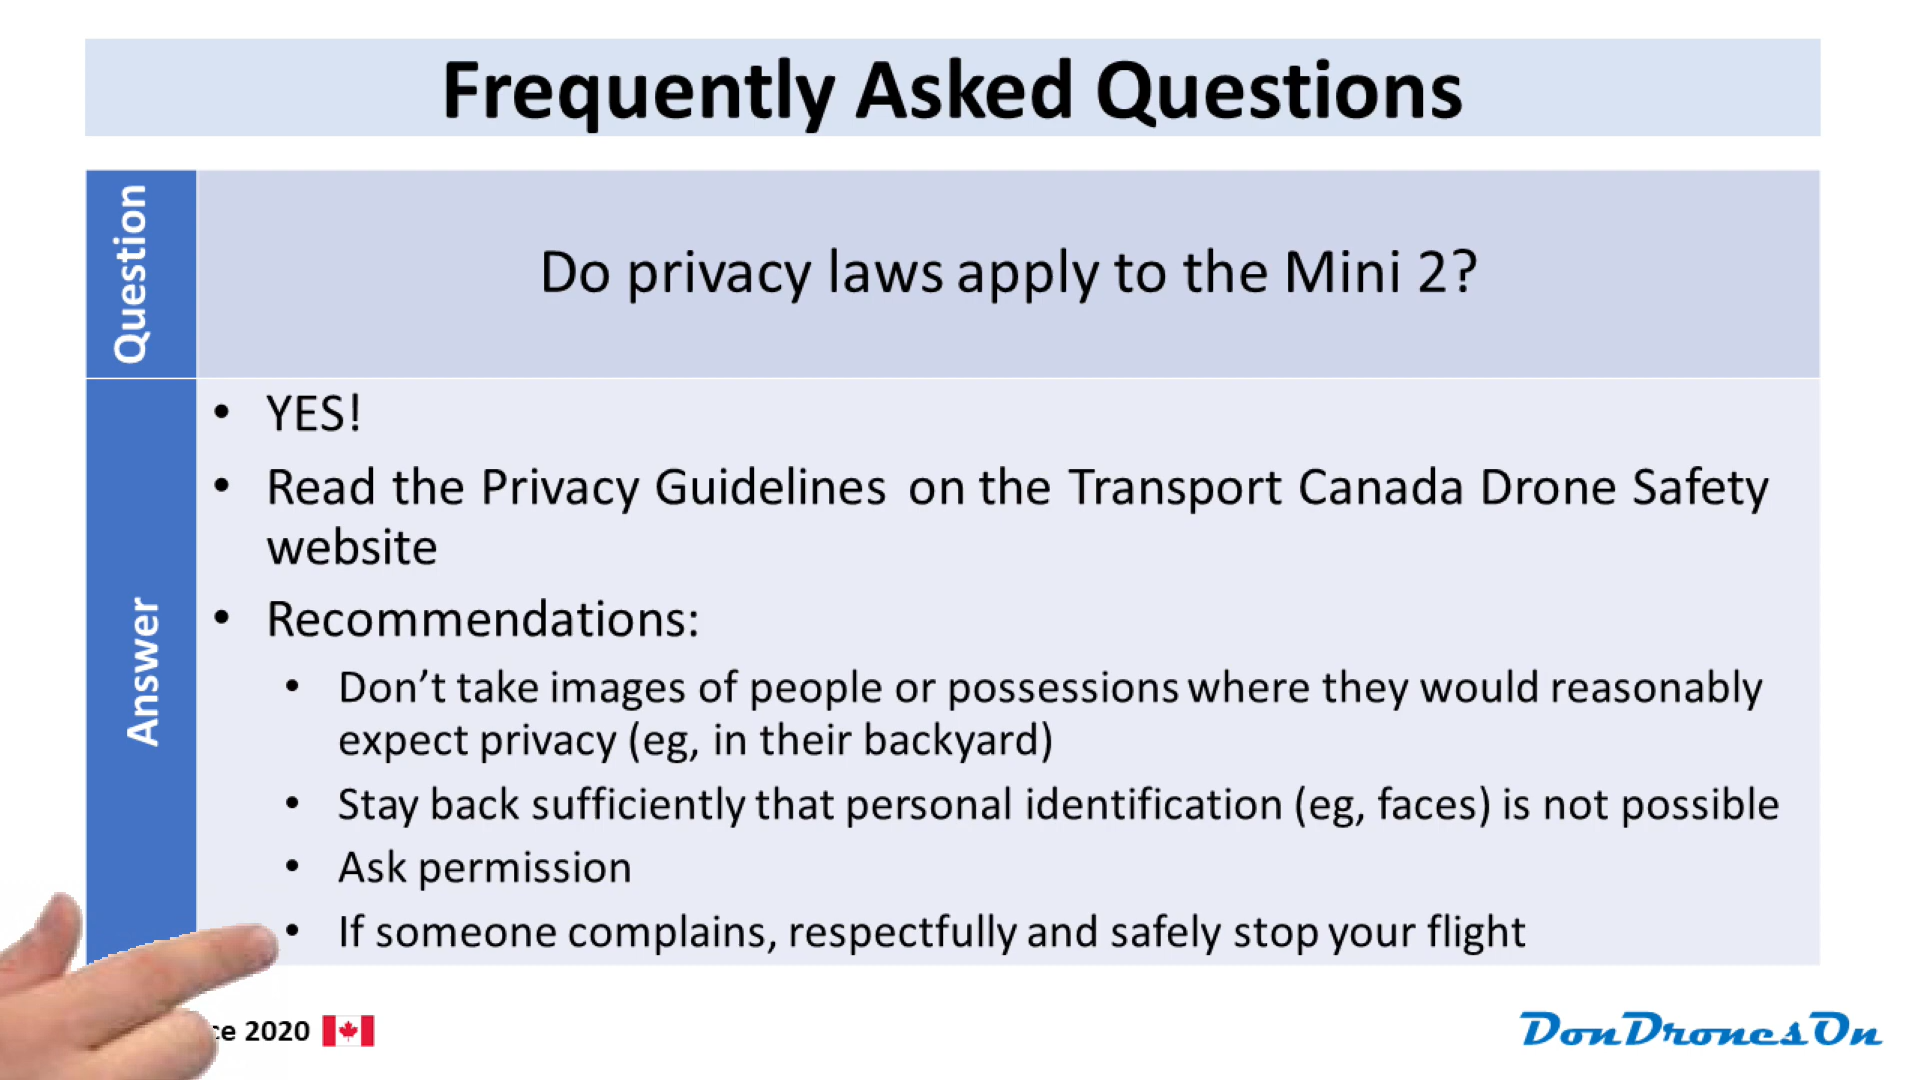 Frequently Asked Questions
Question
Do privacy laws apply to the Mini 2?
Answer
• YES!
• Read the Privacy Guidelines on the Transport Canada Drone Safety
website
• Recommendations:
• Don't take images of people or possessions where they would reasonably
expect privacy (eg, in their backyard)
• Stay back sufficiently that personal identification (eg, faces) is not possible
• Ask permission
• If someone complains, respectfully and safely stop your flight
2020
DonDronesOn